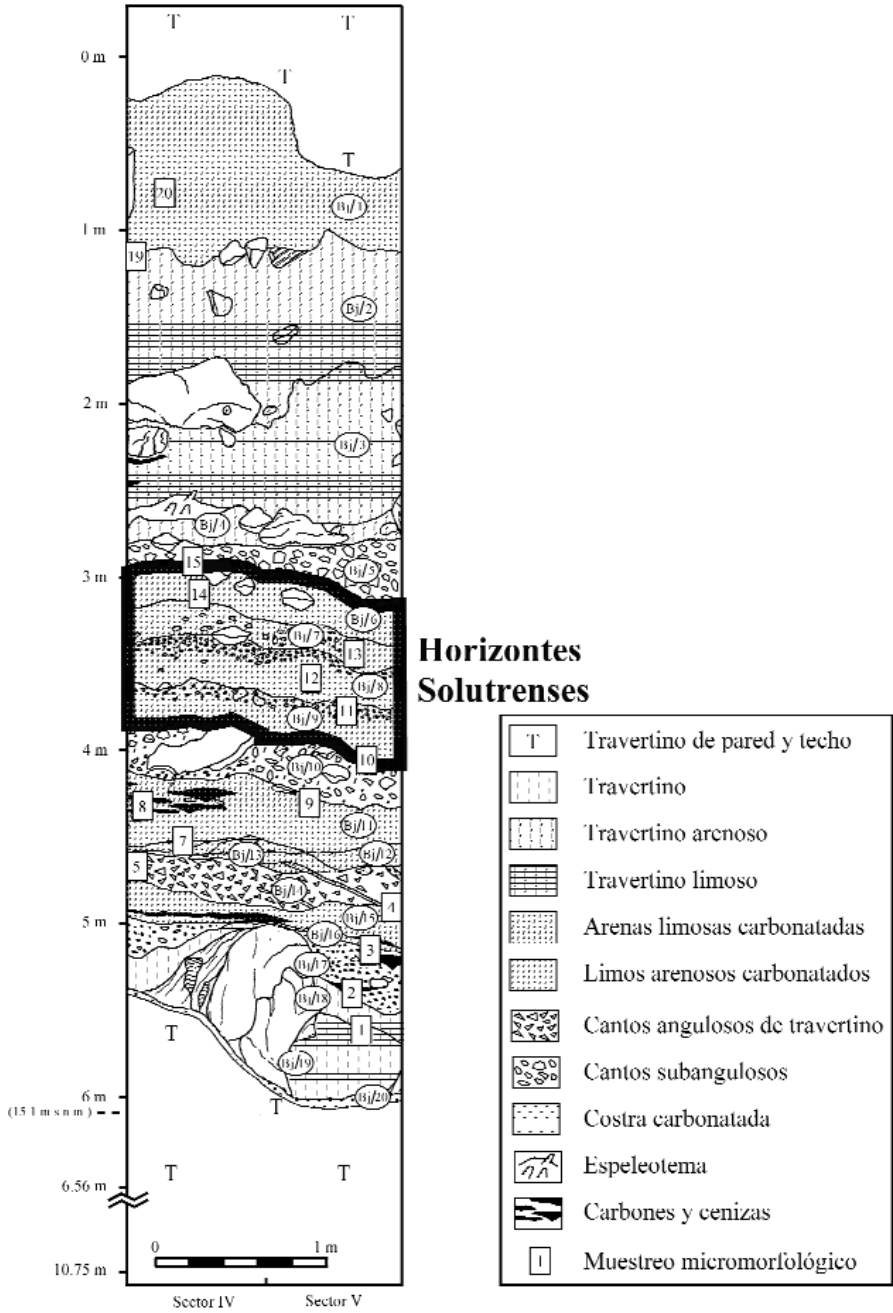 T T
0 m
T
T
20
Bj/1
1 m
19
Bj/2
2 m
Bj/3
Bj/4
15
Bj/5
3 m
14
Bj/6
Bj/7
13
Horizontes
Solutrenses
12
Bj/8
11
Bj/9
4 m
10
Bj/10
8
9
Bj/11
7
5
Bj/13
Bj/12
Bj/14
4
5 m
Bj/15
Bj/16
3
Bj/17
2
Bj/18
T
1
Bj/19
6 m
Bj/20
(15.1 m s n m)
T
T T
6.56 m
0 1 m
10.75 m
Sector IV Sector V
T Travertino de pared y techo
Travertino
Travertino arenoso
Travertino limoso
Arenas limosas carbonatadas
Limos arenosos carbonatados
Cantos angulosos de travertino
Cantos subangulosos
Costra carbonatada
Espeleotema
Carbones y cenizas
1 Muestreo micromorfológico